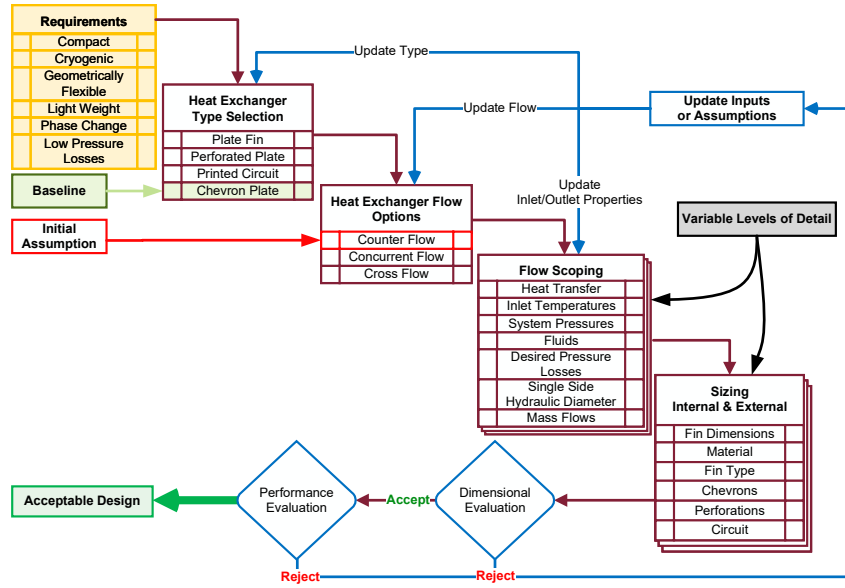 Requirements
Compact
Cryogenic
Geometrically
Flexible
Light Weight
Phase Change
Low Pressure
Losses
Baseline
Initial
Assumption
Heat Exchanger
Type Selection
Plate Fin
Perforated Plate
Printed Circuit
Chevron Plate
Update Type
Update Flow
Update Inputs
or Assumptions
Update
Inlet/Outlet Properties
Heat Exchanger Flow
Options
Counter Flow
Concurrent Flow
Cross Flow
Variable Levels of Detail
Flow Scoping
Heat Transfer
Inlet Temperatures
System Pressures
Fluids
Desired Pressure
Losses
Single Side
Hydraulic Diameter
Mass Flows
Sizing
Internal & External
Fin Dimensions
Material
Fin Type
Chevrons
Perforations
Circuit
Dimensional
Evaluation
Accept
Performance
Evaluation
Acceptable Design
Reject
Reject